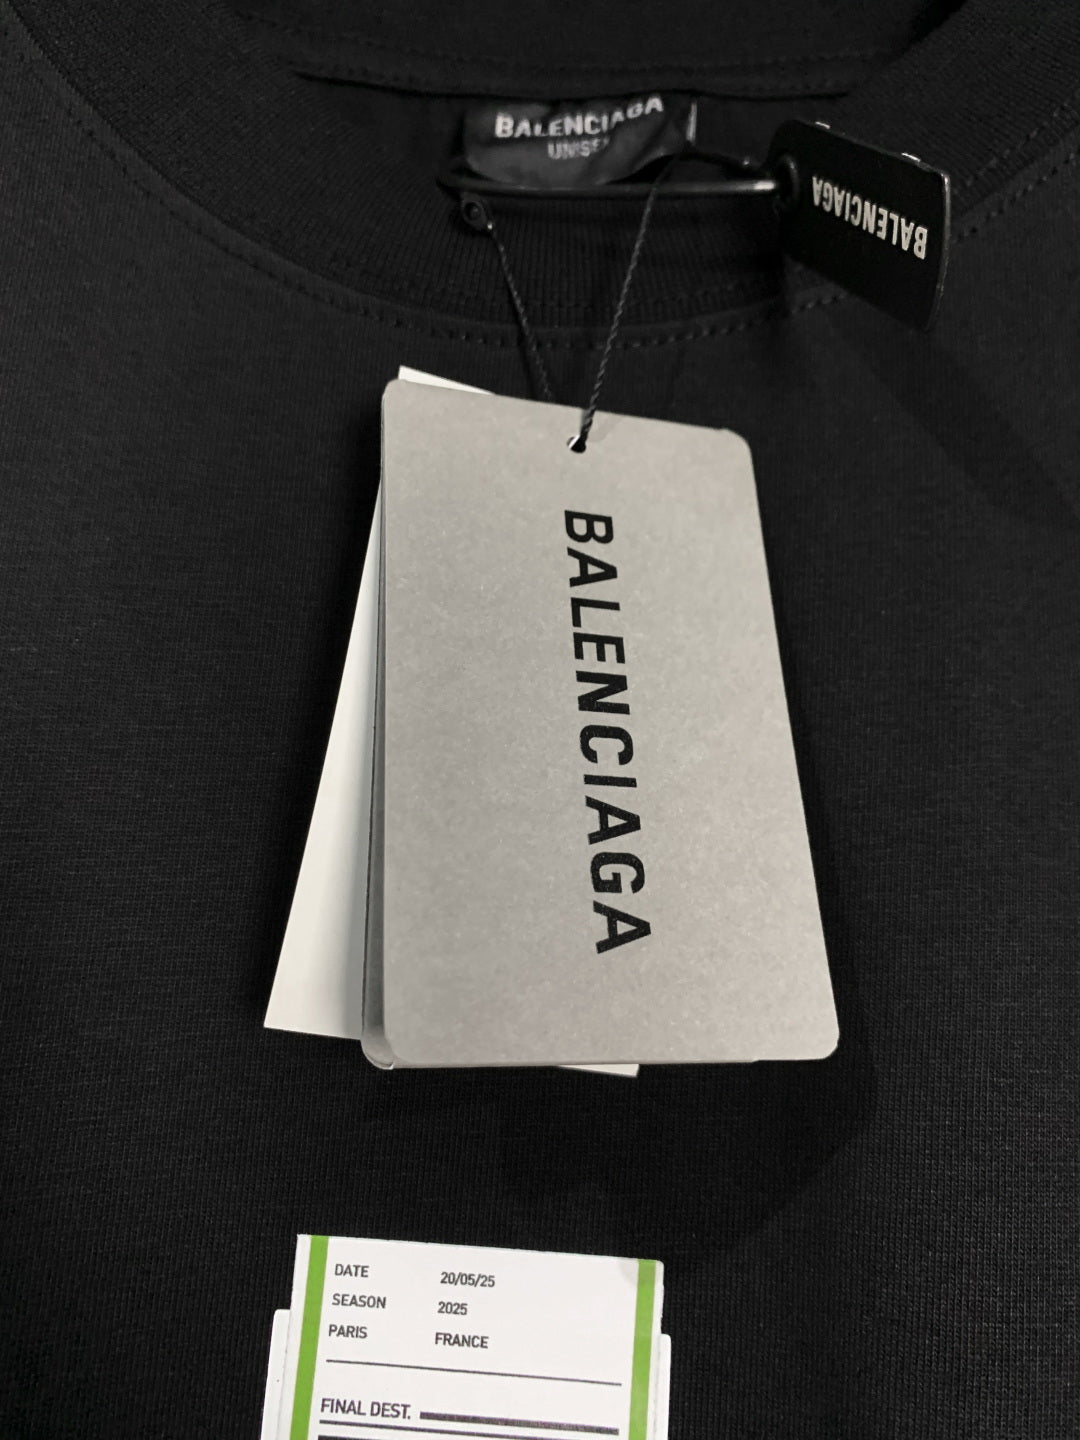 BALENCIAGA
UNISEX
BALENCIAGA
BALENCIAGA
DATE 20/05/25
SEASON 2025
PARIS FRANCE
FINAL DEST.